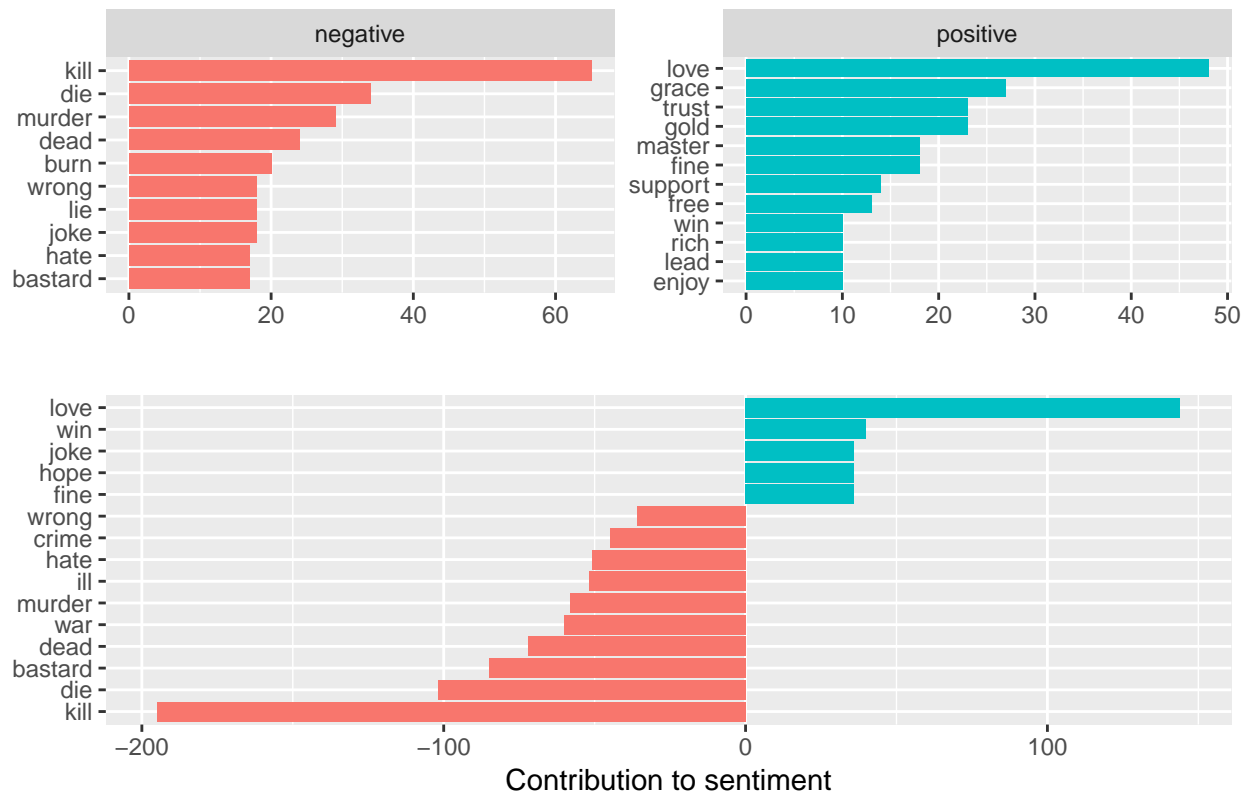 negative
kill
die
murder
dead
burn
wrong
lie
joke
hate
bastard
0 20 40 60
positive
love
grace
trust
gold
master
fine
support
free
win
rich
lead
enjoy
0 10 20 30 40 50
love
win
joke
hope
fine
wrong
crime
hate
ill
murder
war
dead
bastard
die
kill
−200 −100 0 100
Contribution to sentiment